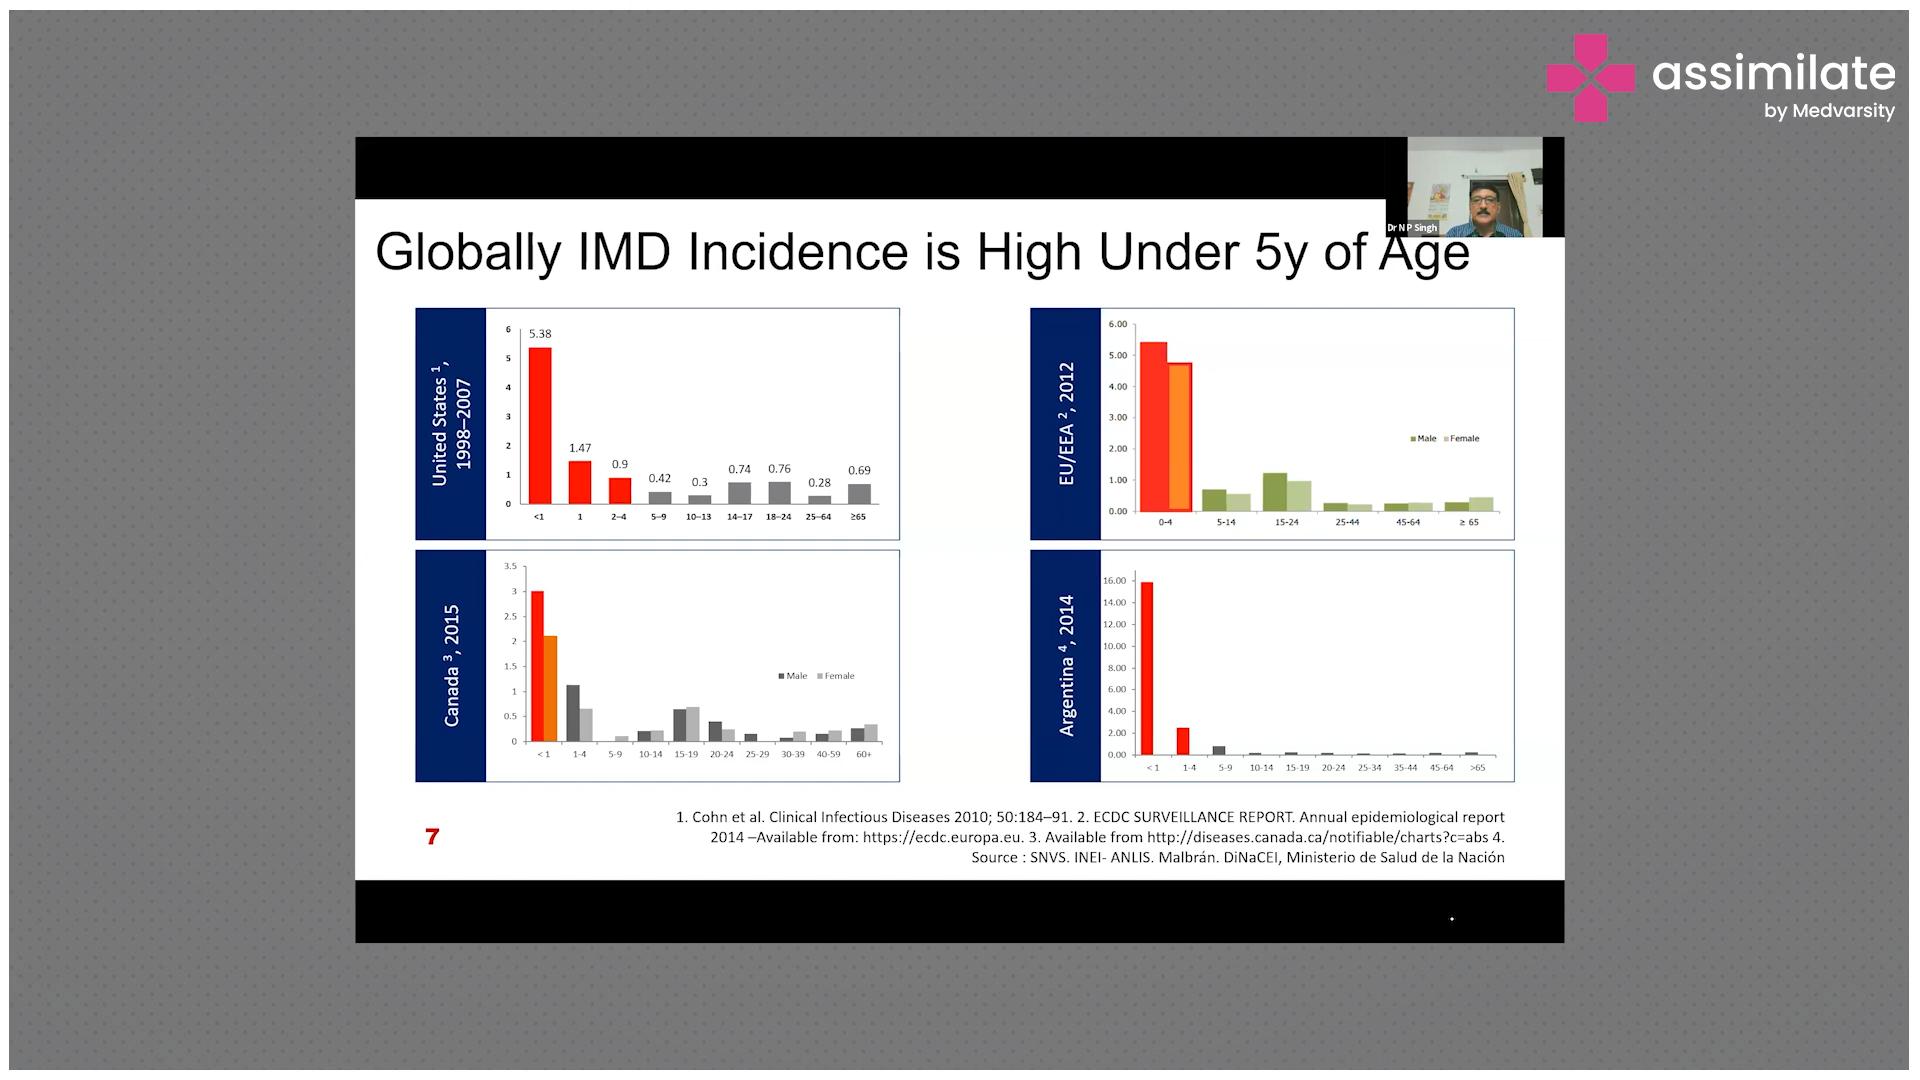 assimilate
by Medvarsity
Dr N P Singh
Globally IMD Incidence is High Under 5y of Age
United States ¹,
1998–2007
6
5
4
3
2
1
0
5.38
1.47
0.9
0.42
0.3
0.74
0.76
0.28
0.69
<1 1 2–4 5–9 10–13 14–17 18–24 25–64 ≥65
EU/EEA ², 2012
6.00
5.00
4.00
3.00
2.00
1.00
0.00
Male Female
0-4 5-14 15-24 25-44 45-64 ≥ 65
Canada ³, 2015
3.5
3
2.5
2
1.5
1
0.5
0
Male Female
< 1 1-4 5-9 10-14 15-19 20-24 25-29 30-39 40-59 60+
Argentina ⁴, 2014
16.00
14.00
12.00
10.00
8.00
6.00
4.00
2.00
0.00
< 1 1-4 5-9 10-14 15-19 20-24 25-34 35-44 45-64 >65
1. Cohn et al. Clinical Infectious Diseases 2010; 50:184–91. 2. ECDC SURVEILLANCE REPORT. Annual epidemiological report
2014 –Available from: https://ecdc.europa.eu. 3. Available from http://diseases.canada.ca/notifiable/charts?c=abs 4.
Source : SNVS. INEI- ANLIS. Malbrán. DiNaCEI, Ministerio de Salud de la Nación
7